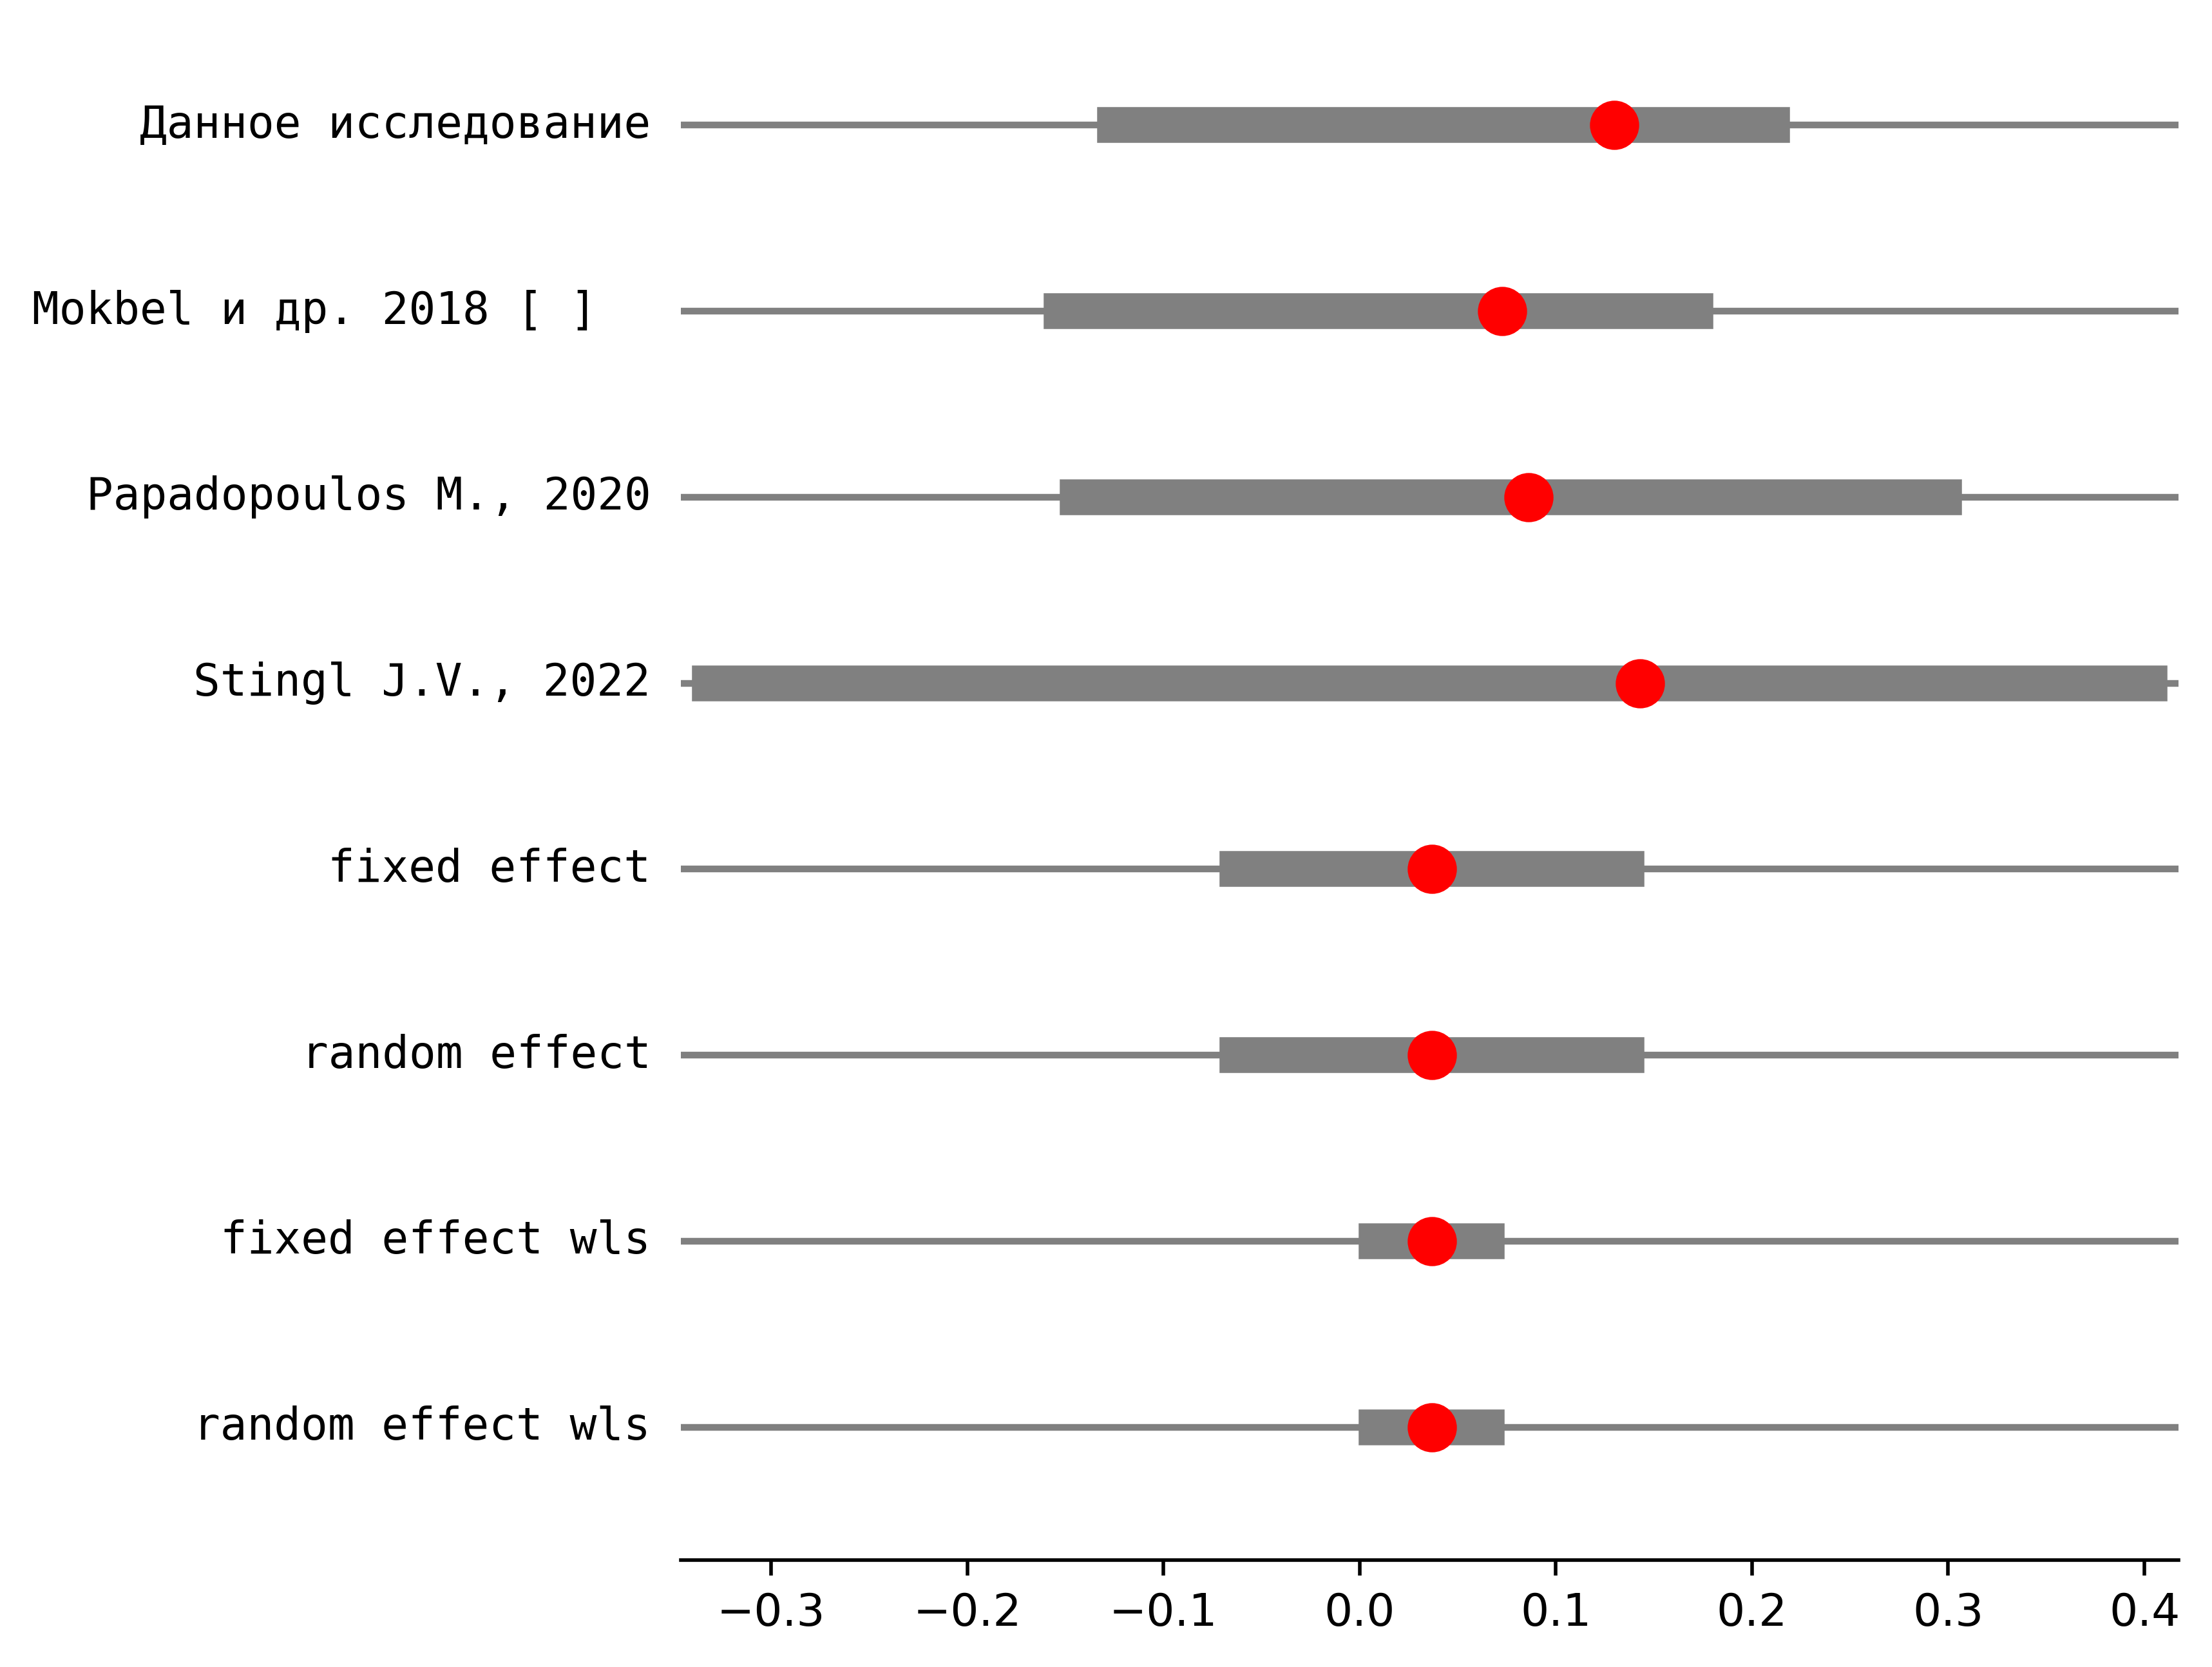 Данное исследование
Mokbel и др. 2018 [ ]
Papadopoulos M., 2020
Stingl J.V., 2022
fixed effect
random effect
fixed effect wls
random effect wls
−0.3 −0.2 −0.1 0.0 0.1 0.2 0.3 0.4